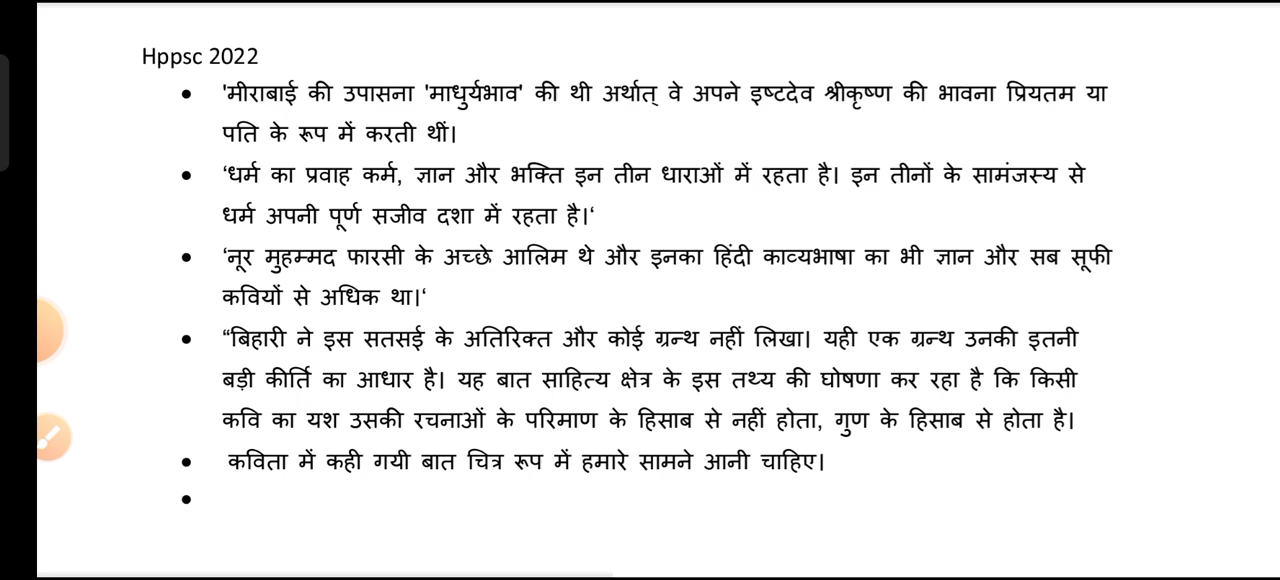 Hppsc 2022
• 'मीराबाई की उपासना 'माधुर्यभाव' की थी अर्थात् वे अपने इष्टदेव श्रीकृष्ण की भावना प्रियतम या
पति के रूप में करती थीं।
• ‘धर्म का प्रवाह कर्म, ज्ञान और भक्ति इन तीन धाराओं में रहता है। इन तीनों के सामंजस्य से
धर्म अपनी पूर्ण सजीव दशा में रहता है।‘
• ‘नूर मुहम्मद फारसी के अच्छे आलिम थे और इनका हिंदी काव्यभाषा का भी ज्ञान और सब सूफी
कवियों से अधिक था।‘
• “बिहारी ने इस सतसई के अतिरिक्त और कोई ग्रन्थ नहीं लिखा। यही एक ग्रन्थ उनकी इतनी
बड़ी कीर्ति का आधार है। यह बात साहित्य क्षेत्र के इस तथ्य की घोषणा कर रहा है कि किसी
कवि का यश उसकी रचनाओं के परिमाण के हिसाब से नहीं होता, गुण के हिसाब से होता है।
• कविता में कही गयी बात चित्र रूप में हमारे सामने आनी चाहिए।
•